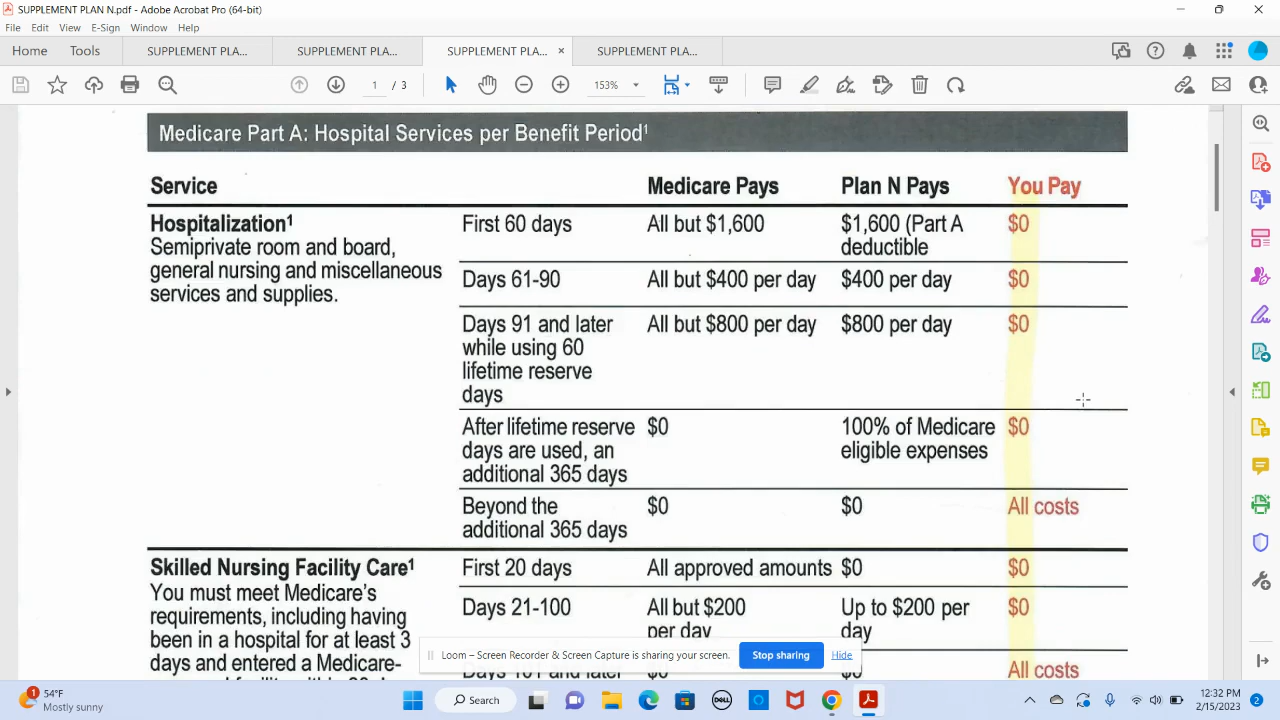 SUPPLEMENT PLAN N.pdf - Adobe Acrobat Pro (64-bit)
File Edit View E-Sign Window Help
Home Tools SUPPLEMENT PLA... SUPPLEMENT PLA... SUPPLEMENT PLA... × SUPPLEMENT PLA...
1 / 3 153%
Medicare Part A: Hospital Services per Benefit Period¹
Service Medicare Pays Plan N Pays You Pay
Hospitalization¹ First 60 days All but $1,600 $1,600 (Part A $0
Semiprivate room and board, deductible
general nursing and miscellaneous Days 61-90 All but $400 per day $400 per day $0
services and supplies.
Days 91 and later All but $800 per day $800 per day $0
while using 60
lifetime reserve
days
After lifetime reserve $0 100% of Medicare $0
days are used, an eligible expenses
additional 365 days
Beyond the $0 $0 All costs
additional 365 days
Skilled Nursing Facility Care¹ First 20 days All approved amounts $0 $0
You must meet Medicare's Days 21-100 All but $200 Up to $200 per $0
requirements, including having per day day
been in a hospital for at least 3
days and entered a Medicare- All costs
Loom – Screen Recorder & Screen Capture is sharing your screen. Stop sharing Hide
1 54°F Search DELL 12:32 PM
Mostly sunny 2/15/2023 2